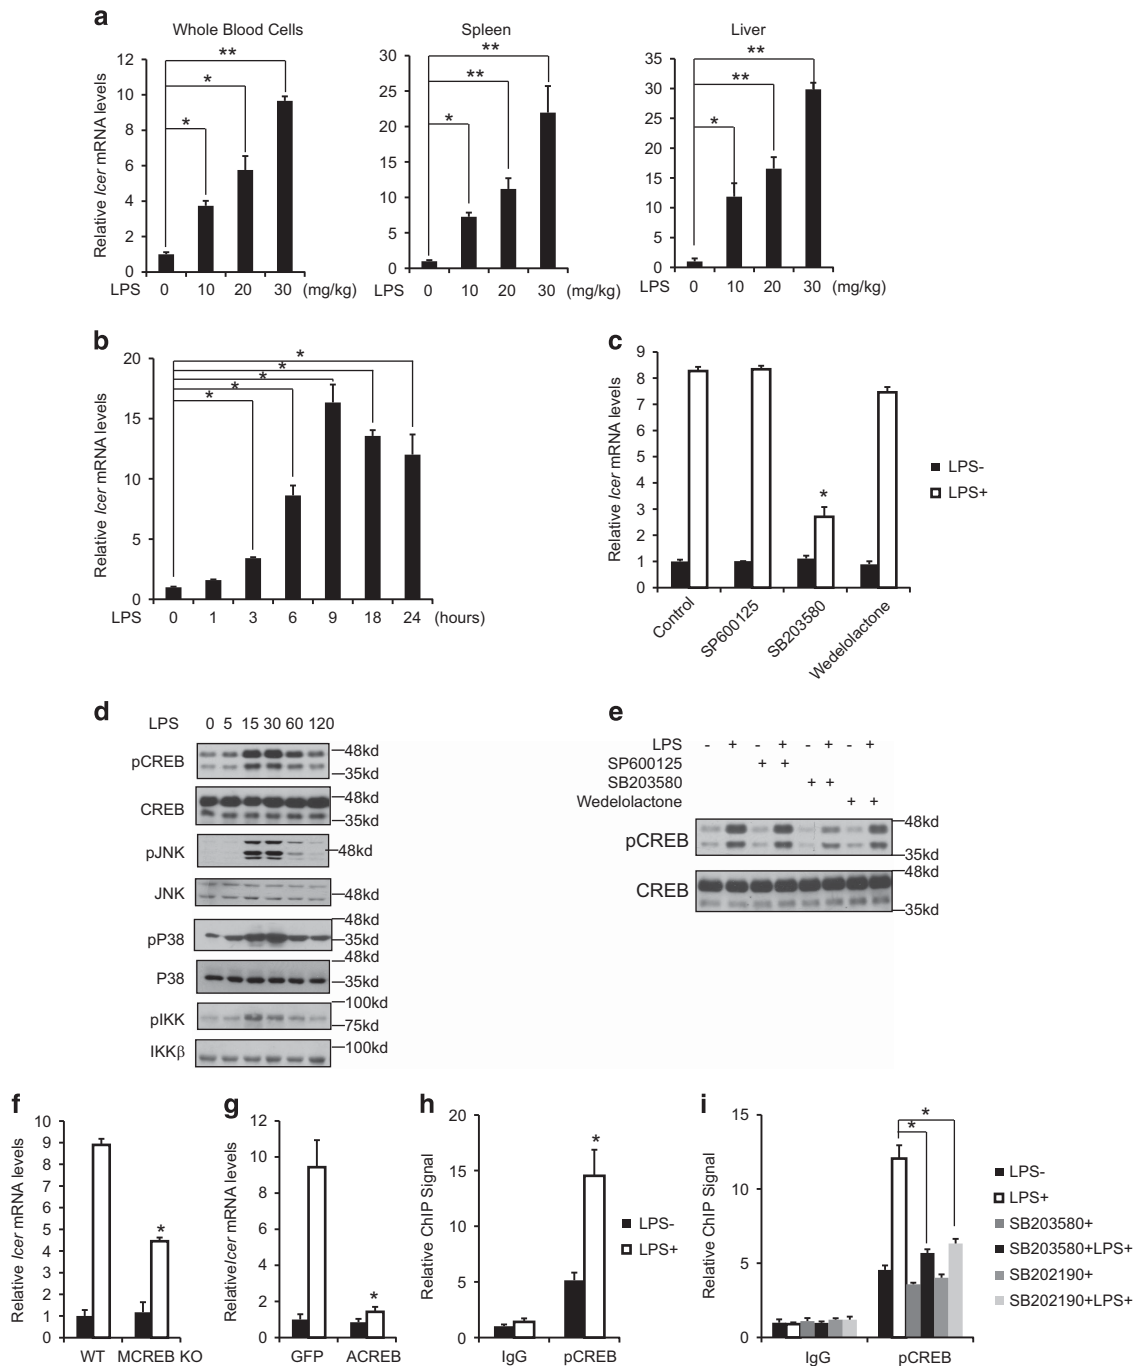 a
Whole Blood Cells
Relative Icer mRNA levels
12
10
8
6
4
2
0
* * **
LPS 0 10 20 30 (mg/kg)
Spleen
30
25
20
15
10
5
0
* ** **
LPS 0 10 20 30 (mg/kg)
Liver
35
30
25
20
15
10
5
0
* ** **
LPS 0 10 20 30 (mg/kg)
b
Relative Icer mRNA levels
20
15
10
5
0
* * * * *
LPS 0 1 3 6 9 18 24 (hours)
c
Relative Icer mRNA levels
9
8
7
6
5
4
3
2
1
0
*
Control
SP600125
SB203580
Wedelolactone
LPS-
LPS+
d
LPS 0 5 15 30 60 120
pCREB 48kd
35kd
CREB 48kd
35kd
pJNK 48kd
JNK 48kd
48kd
pP38 35kd
48kd
P38 35kd
100kd
pIKK 75kd
IKKβ 100kd
e
LPS - + - + - + - +
SP600125 + +
SB203580 + +
Wedelolactone + +
pCREB 48kd
35kd
CREB 48kd
35kd
f
Relative Icer mRNA levels
10
9
8
7
6
5
4
3
2
1
0
*
WT MCREB KO
g
RelativeIcer mRNA levels
12
10
8
6
4
2
0
*
GFP ACREB
h
Relative ChIP Signal
20
15
10
5
0
*
IgG pCREB
LPS-
LPS+
i
Relative ChIP Signal
15
10
5
0
* *
IgG pCREB
LPS-
LPS+
SB203580+
SB203580+LPS+
SB202190+
SB202190+LPS+